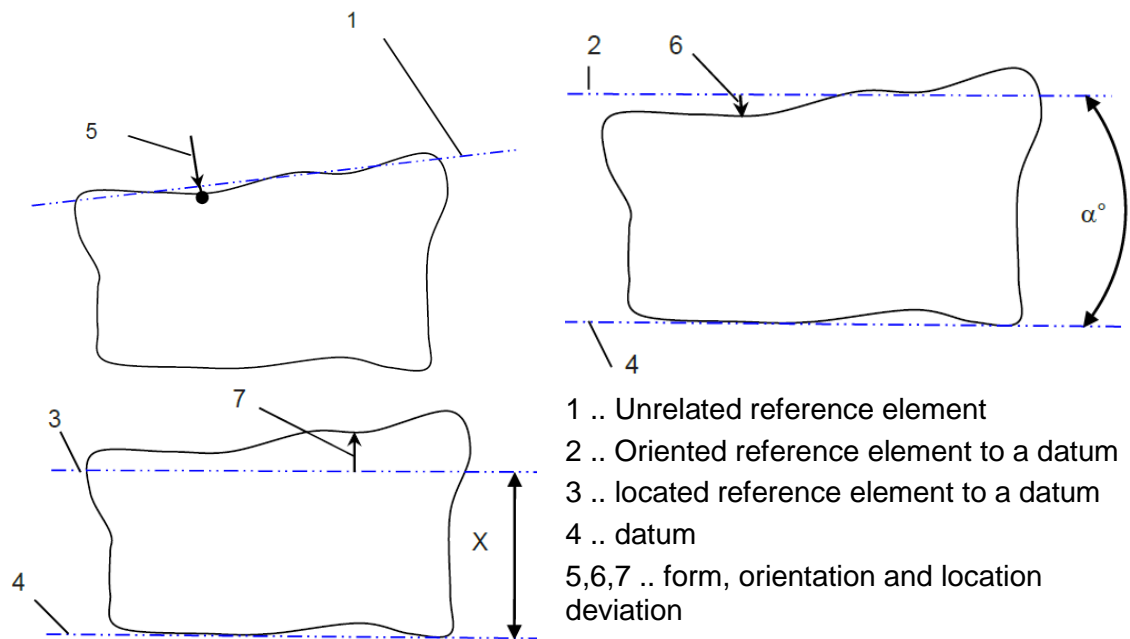 1
5
2
6
α°
4
3
7
X
4
1 .. Unrelated reference element
2 .. Oriented reference element to a datum
3 .. located reference element to a datum
4 .. datum
5,6,7 .. form, orientation and location
deviation